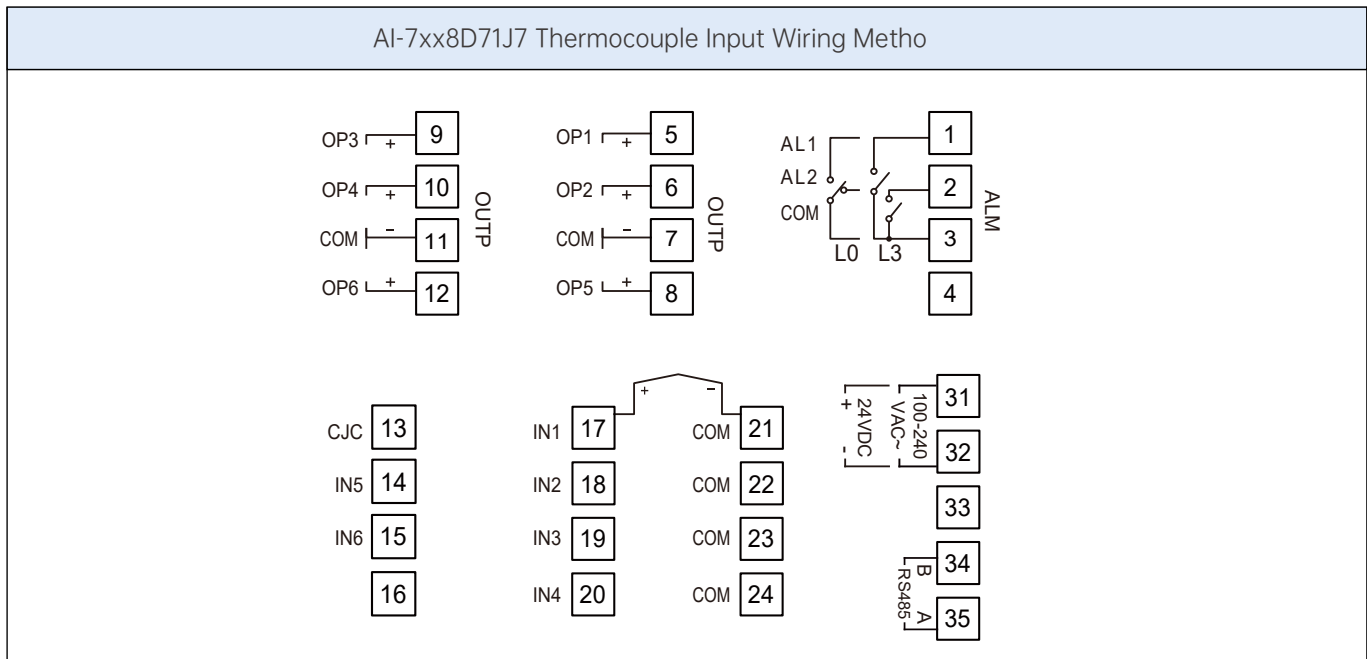 AI-7xx8D71J7 Thermocouple Input Wiring Metho
OP3 + 9
OP4 + 10
COM - 11
OP6 + 12
OUTP
OP1 + 5
OP2 + 6
COM - 7
OP5 + 8
OUTP
AL1
AL2
COM
L0 L3
1
2
3
4
ALM
CJC 13
IN5 14
IN6 15
16
+ -
IN1 17 COM 21
IN2 18 COM 22
IN3 19 COM 23
IN4 20 COM 24
+ 24VDC -
100-240
VAC~
31
32
33
34
35
B
RS485
A